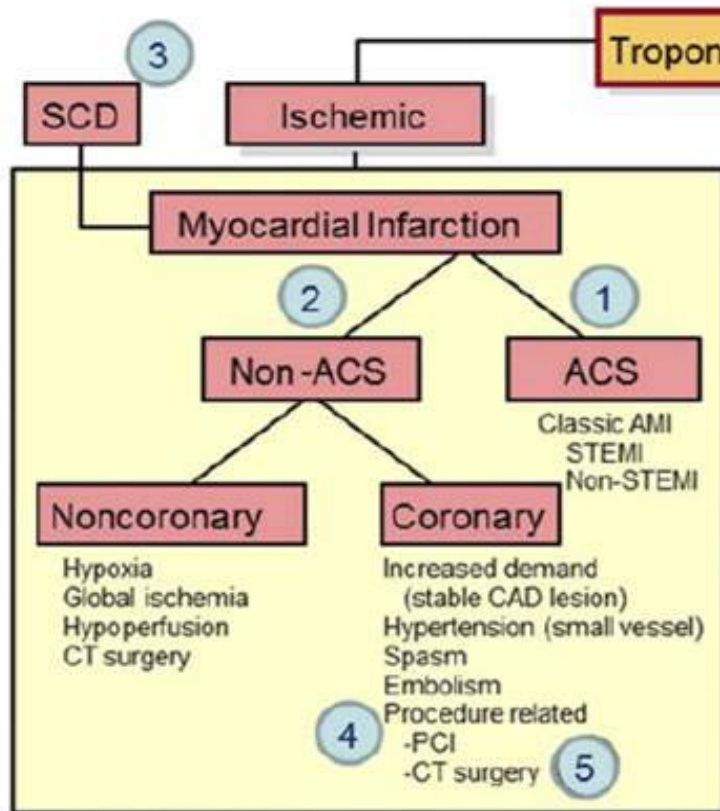 3
Tropon
SCD
Ischemic
Myocardial Infarction
2
1
Non-ACS
ACS
Classic AMI
STEMI
Non-STEMI
Noncoronary
Hypoxia
Global ischemia
Hypoperfusion
CT surgery
Coronary
Increased demand
(stable CAD lesion)
Hypertension (small vessel)
Spasm
Embolism
Procedure related
4
-PCI
-CT surgery
5